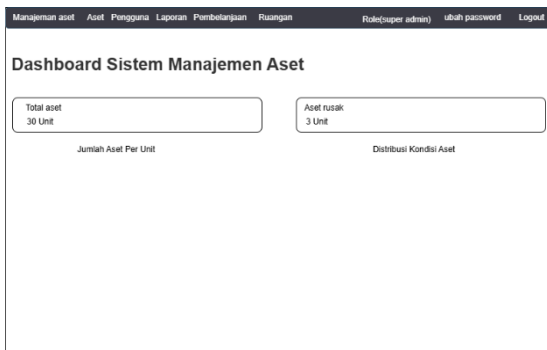 Manajeman aset Aset Pengguna Laporan Pembelanjaan Ruangan Role(super admin) ubah password Logout
Dashboard Sistem Manajemen Aset
Total aset
30 Unit
Aset rusak
3 Unit
Jumlah Aset Per Unit
Distribusi Kondisi Aset